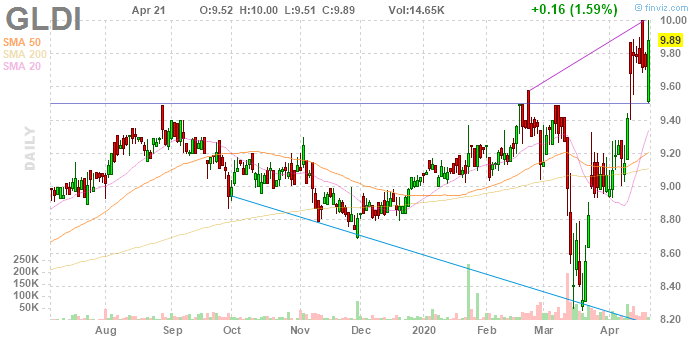 © finviz.com
GLDI Apr 21 O:9.52 H:10.00 L:9.51 C:9.89 Vol:14.65K +0.16 (1.59%)
SMA 50
SMA 200
SMA 20
DAILY
10.00
9.89
9.80
9.60
9.40
9.20
9.00
8.80
8.60
8.40
8.20
250K
200K
150K
100K
50K
Aug Sep Oct Nov Dec 2020 Feb Mar Apr